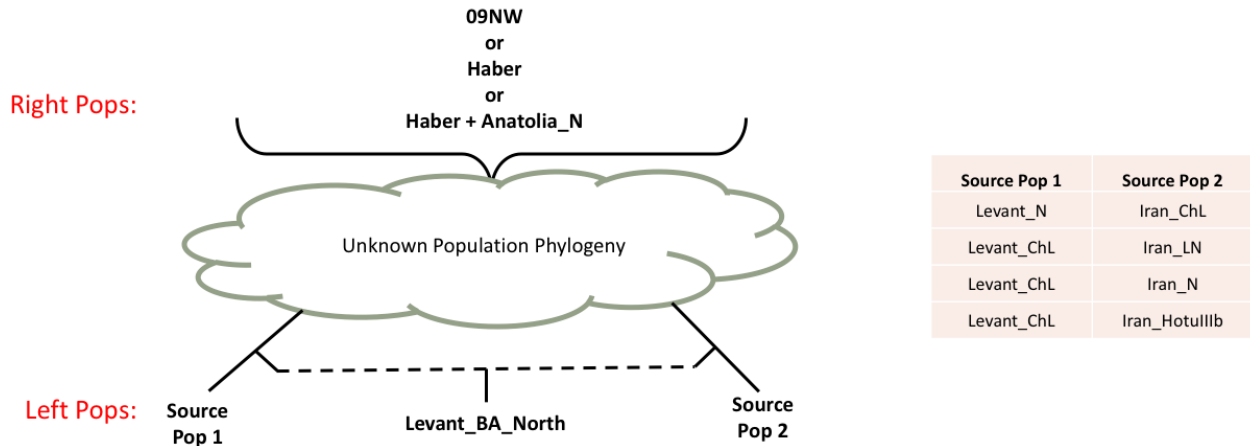 09NW
or
Haber
or
Haber + Anatolia_N
Right Pops:
Unknown Population Phylogeny
Source Pop 1 Source Pop 2
Levant_N Iran_ChL
Levant_ChL Iran_LN
Levant_ChL Iran_N
Levant_ChL Iran_HotuIIIb
Left Pops:
Source
Pop 1
Levant_BA_North
Source
Pop 2